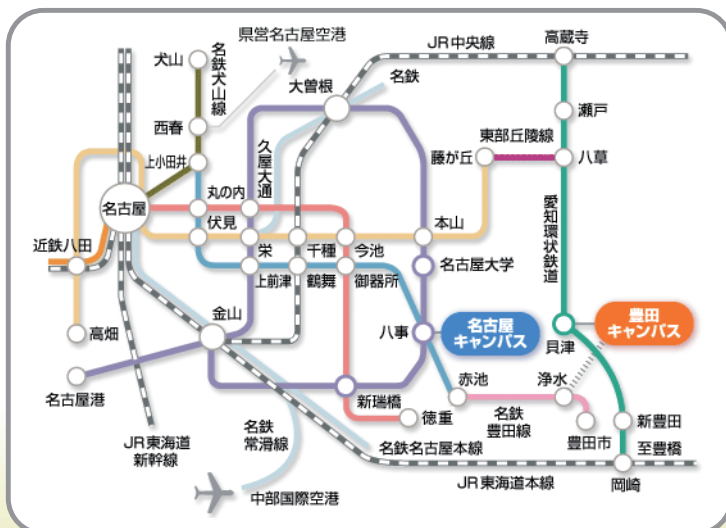 県営名古屋空港
JR中央線
高蔵寺
犬山
名鉄犬山線
名鉄
大曽根
瀬戸
西春
東部丘陵線
上小田井
久屋大通
藤が丘
八草
丸の内
名古屋
伏見
本山
愛知環状鉄道
近鉄八田
栄
千種
今池
名古屋大学
上前津
鶴舞
御器所
金山
高畑
八事
名古屋
キャンパス
豊田
キャンパス
貝津
名古屋港
赤池
浄水
新瑞橋
徳重
名鉄
豊田線
新豊田
豊田市
JR東海道
新幹線
名鉄
常滑線
名鉄名古屋本線
至豊橋
JR東海道本線
岡崎
中部国際空港